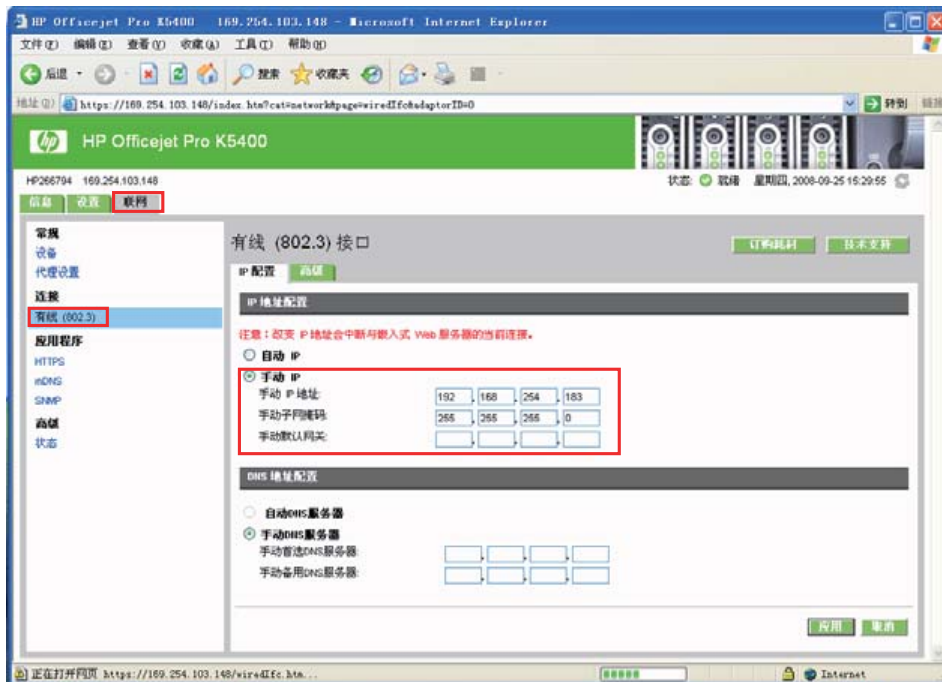 HP Officejet Pro K5400    169.254.103.148 - Microsoft Internet Explorer
文件(F)  编辑(E)  查看(V)  收藏(A)  工具(T)  帮助(H)
后退  搜索  收藏夹
地址(D)  https://169.254.103.148/index.htm?cat=network&page=wiredIfc&adaptorID=0  转到  链接
hp  HP Officejet Pro K5400
HP266794  169.254.103.148  状态:  就绪  星期四, 2008-09-25 15:29:55
信息  设置  联网
常规
设备
代理设置
连接
有线 (802.3)
应用程序
HTTPS
mDNS
SNMP
高级
状态
有线 (802.3) 接口  订购耗材  技术支持
IP 配置  高级
IP 地址配置
注意：改变 IP 地址会中断与嵌入式 Web 服务器的当前连接。
自动 IP
手动 IP
手动 IP 地址:  192 . 168 . 254 . 183
手动子网掩码:  255 . 255 . 255 . 0
手动默认网关:  .  .  .
DNS 地址配置
自动DNS服务器
手动DNS服务器
手动首选DNS服务器:  .  .  .
手动备用DNS服务器:  .  .  .
应用  取消
正在打开网页 https://169.254.103.148/wiredIfc.htm...  Internet